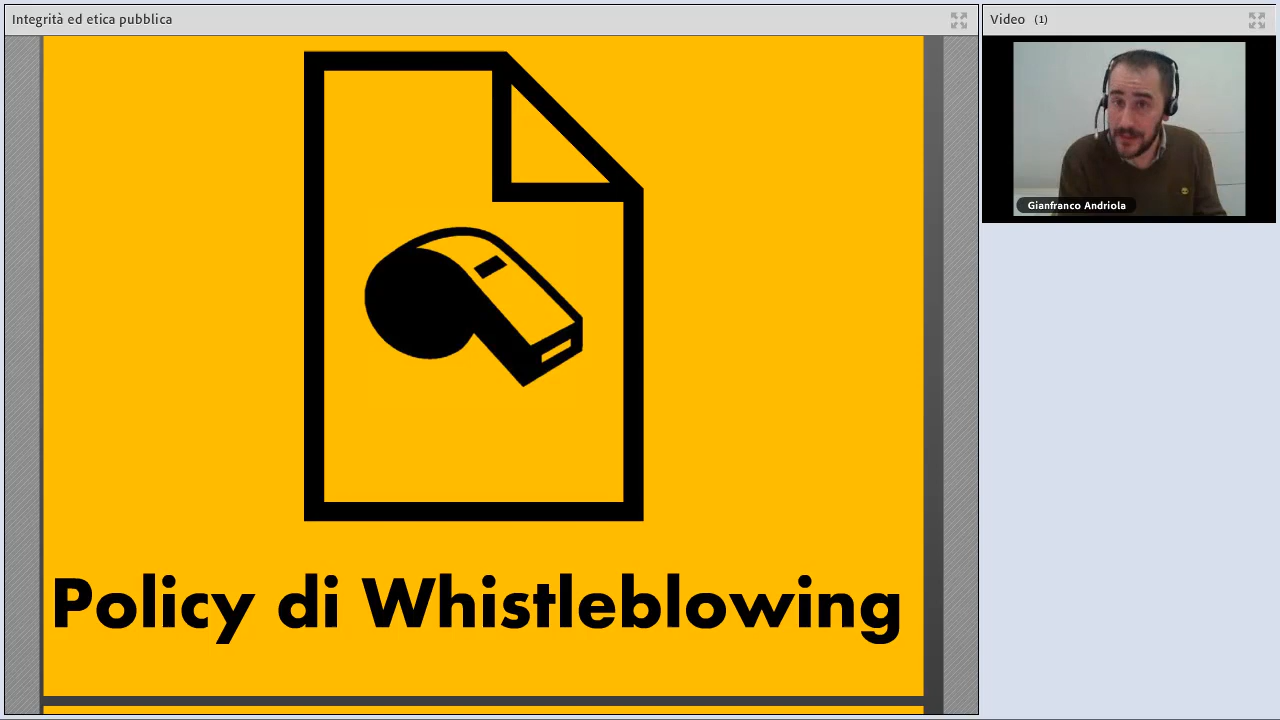 Integrità ed etica pubblica
Video (1)
Gianfranco Andriola
Policy di Whistleblowing